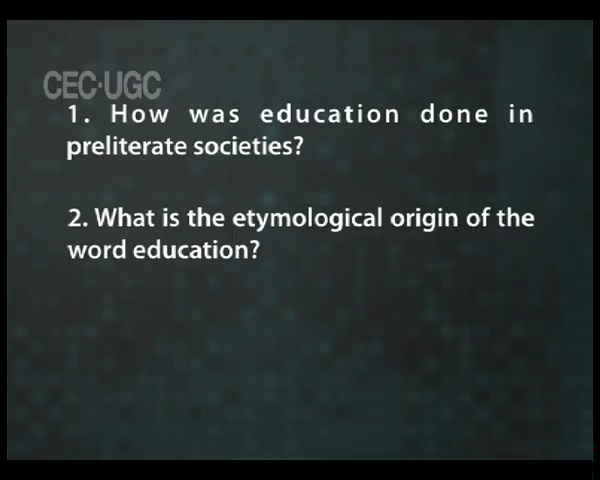 CEC-UGC
1. How was education done in
preliterate societies?
2. What is the etymological origin of the
word education?